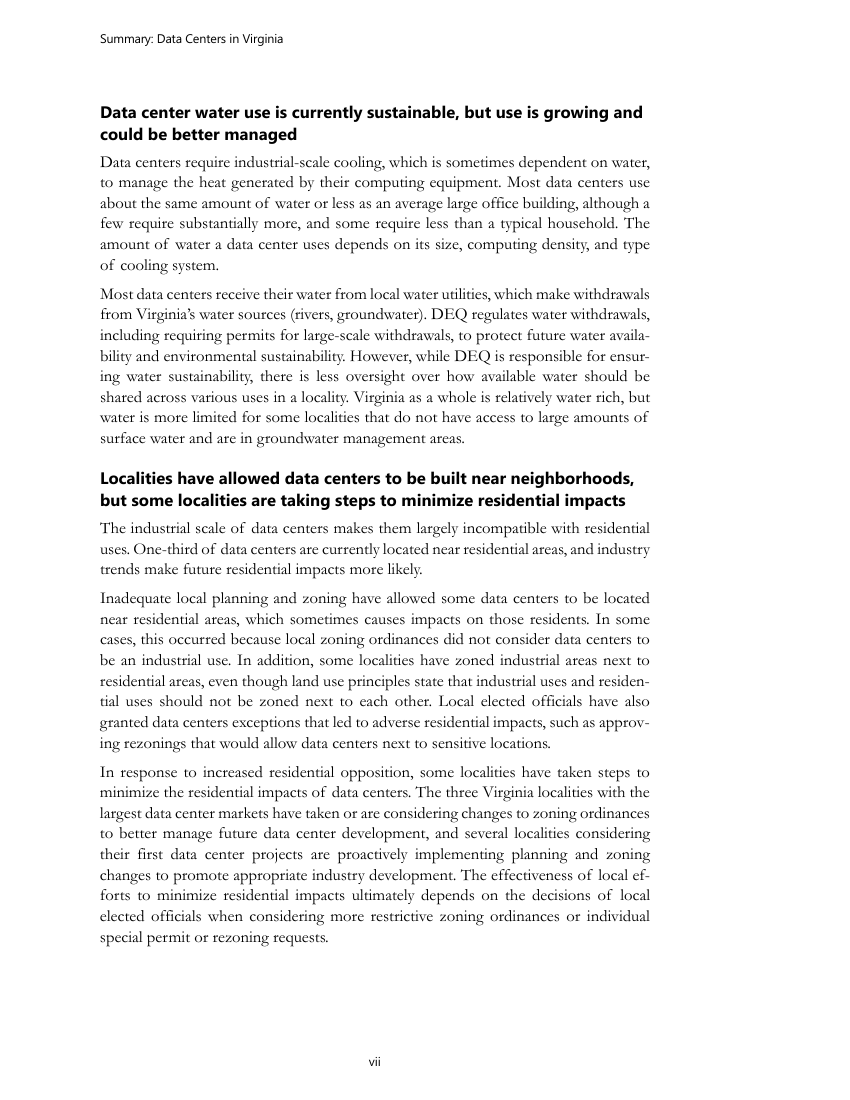 Summary: Data Centers in Virginia
Data center water use is currently sustainable, but use is growing and
could be better managed
Data centers require industrial-scale cooling, which is sometimes dependent on water,
to manage the heat generated by their computing equipment. Most data centers use
about the same amount of water or less as an average large office building, although a
few require substantially more, and some require less than a typical household. The
amount of water a data center uses depends on its size, computing density, and type
of cooling system.
Most data centers receive their water from local water utilities, which make withdrawals
from Virginia’s water sources (rivers, groundwater). DEQ regulates water withdrawals,
including requiring permits for large-scale withdrawals, to protect future water availa-
bility and environmental sustainability. However, while DEQ is responsible for ensur-
ing water sustainability, there is less oversight over how available water should be
shared across various uses in a locality. Virginia as a whole is relatively water rich, but
water is more limited for some localities that do not have access to large amounts of
surface water and are in groundwater management areas.
Localities have allowed data centers to be built near neighborhoods,
but some localities are taking steps to minimize residential impacts
The industrial scale of data centers makes them largely incompatible with residential
uses. One-third of data centers are currently located near residential areas, and industry
trends make future residential impacts more likely.
Inadequate local planning and zoning have allowed some data centers to be located
near residential areas, which sometimes causes impacts on those residents. In some
cases, this occurred because local zoning ordinances did not consider data centers to
be an industrial use. In addition, some localities have zoned industrial areas next to
residential areas, even though land use principles state that industrial uses and residen-
tial uses should not be zoned next to each other. Local elected officials have also
granted data centers exceptions that led to adverse residential impacts, such as approv-
ing rezonings that would allow data centers next to sensitive locations.
In response to increased residential opposition, some localities have taken steps to
minimize the residential impacts of data centers. The three Virginia localities with the
largest data center markets have taken or are considering changes to zoning ordinances
to better manage future data center development, and several localities considering
their first data center projects are proactively implementing planning and zoning
changes to promote appropriate industry development. The effectiveness of local ef-
forts to minimize residential impacts ultimately depends on the decisions of local
elected officials when considering more restrictive zoning ordinances or individual
special permit or rezoning requests.
vii